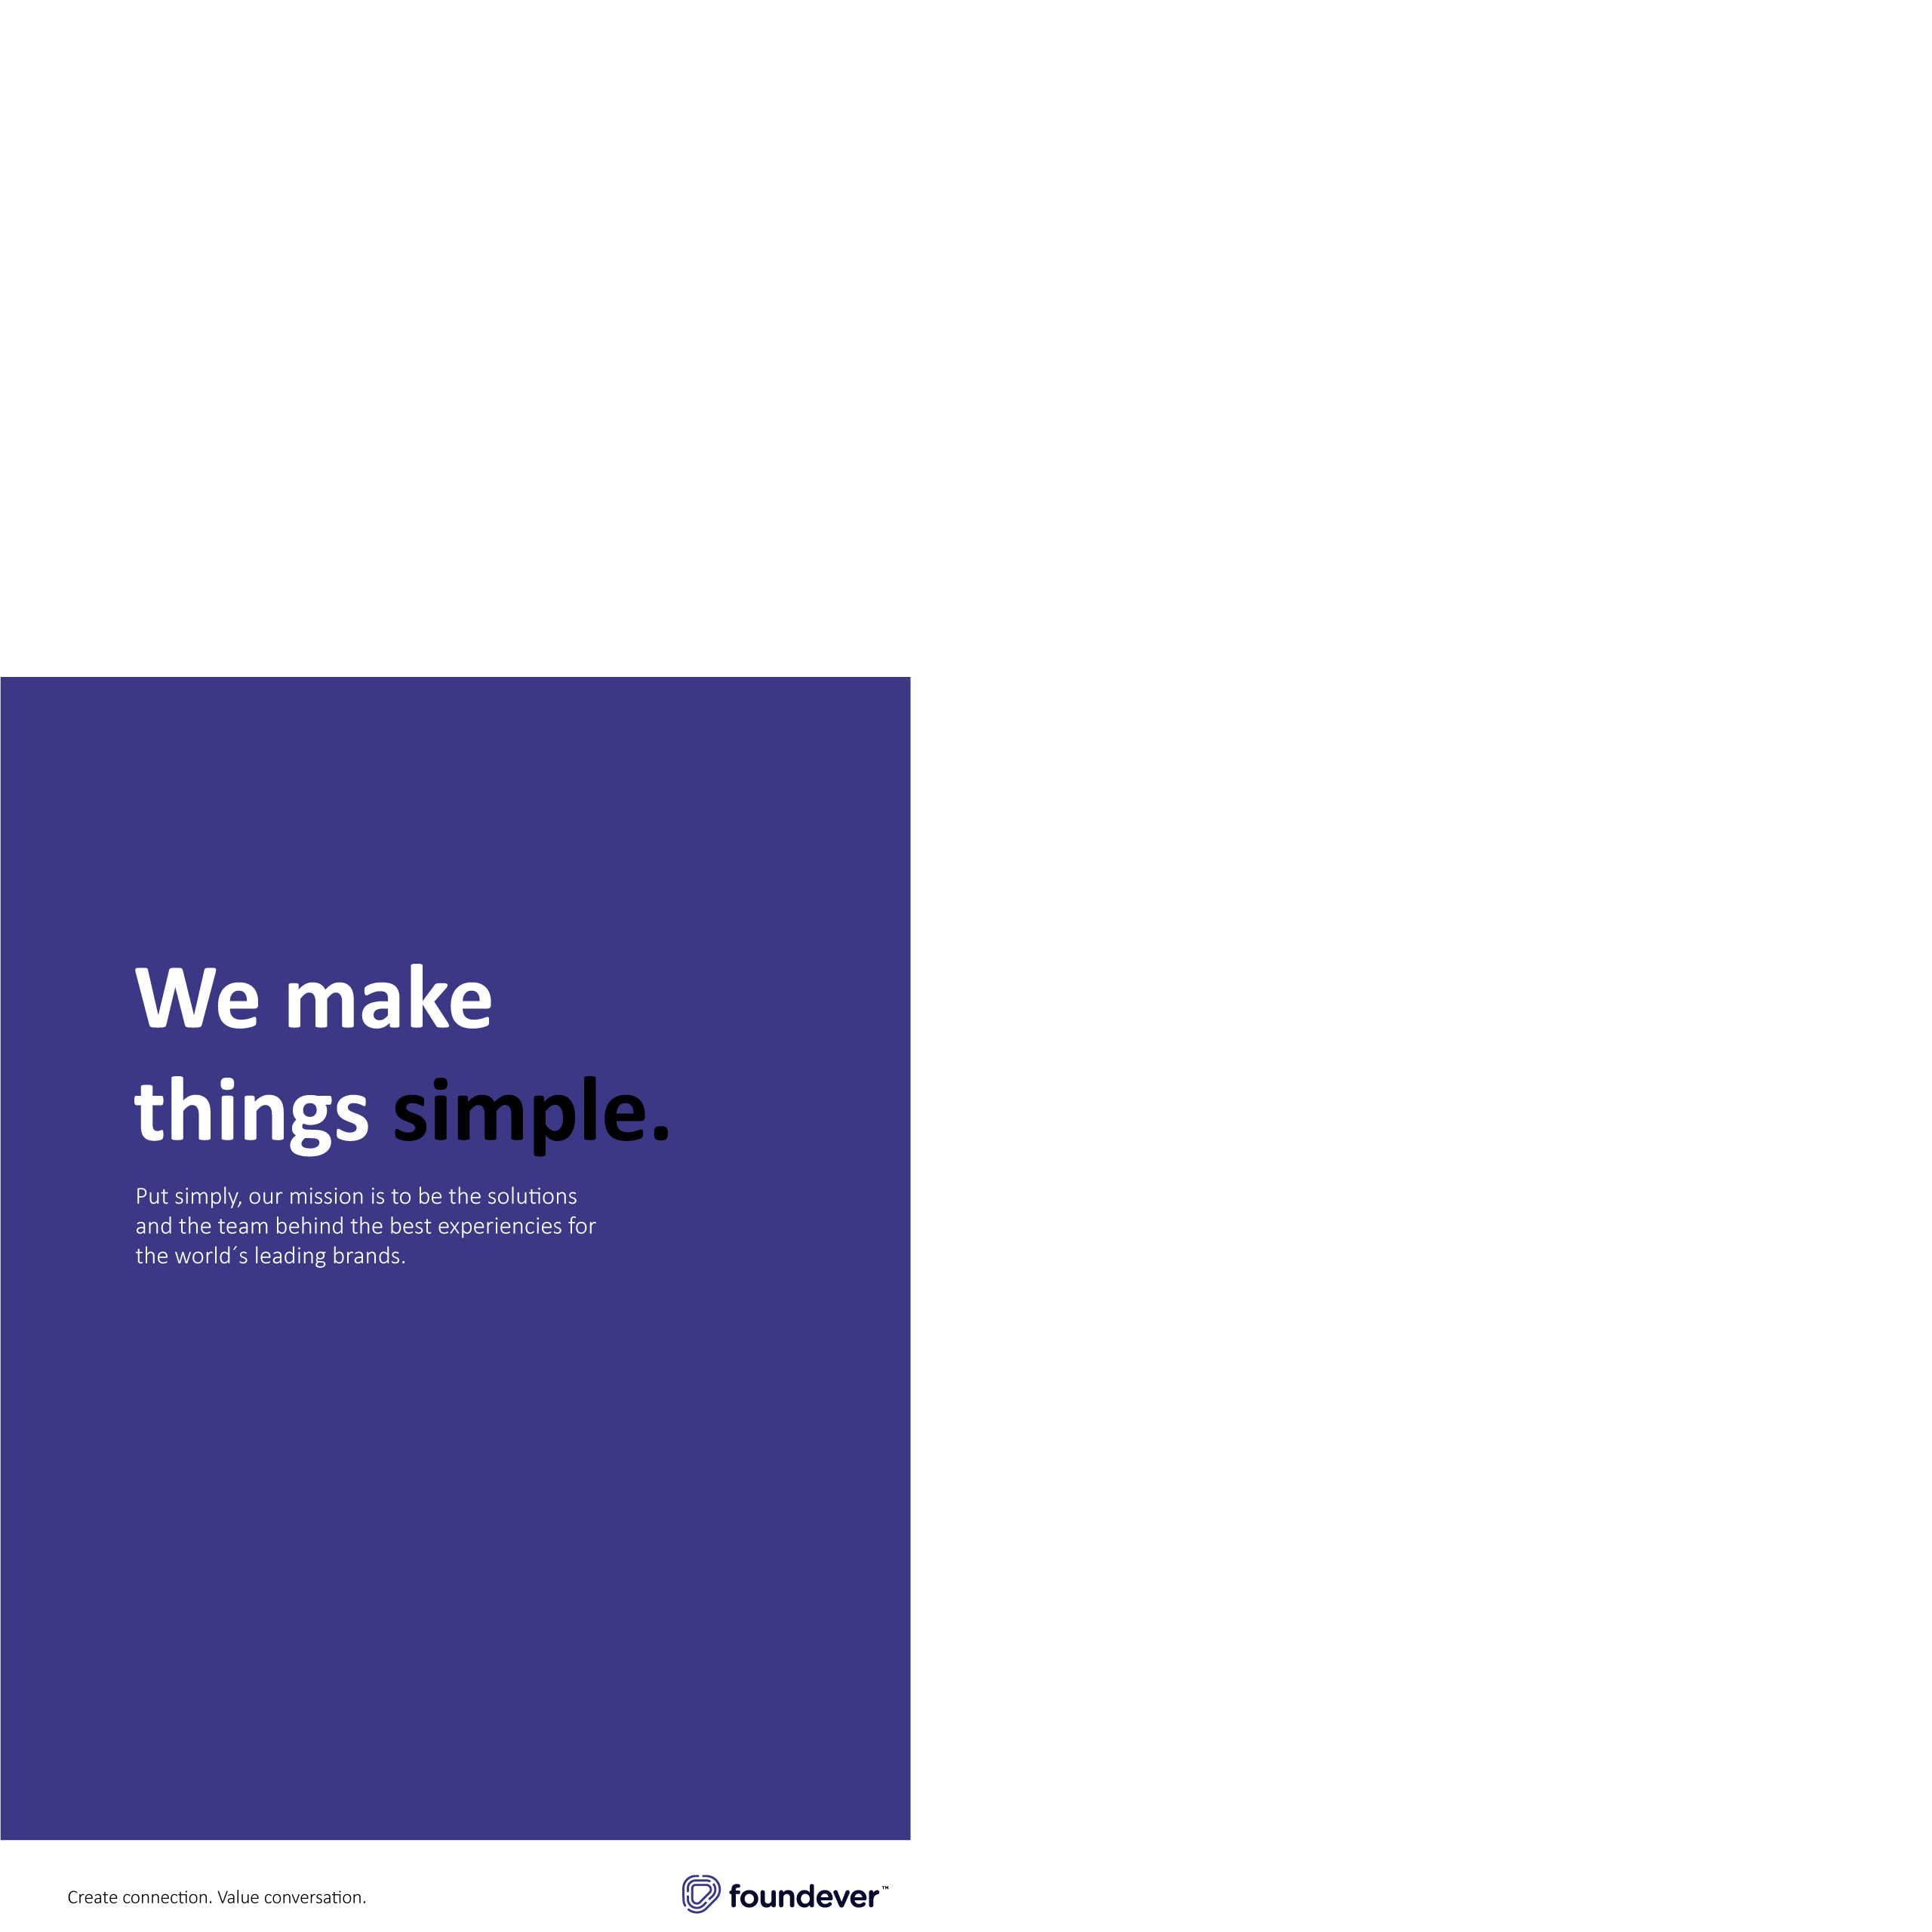 We make
things simple.
Put simply, our mission is to be the solutions
and the team behind the best experiencies for
the world´s leading brands.
Create connection. Value conversation.
foundever™